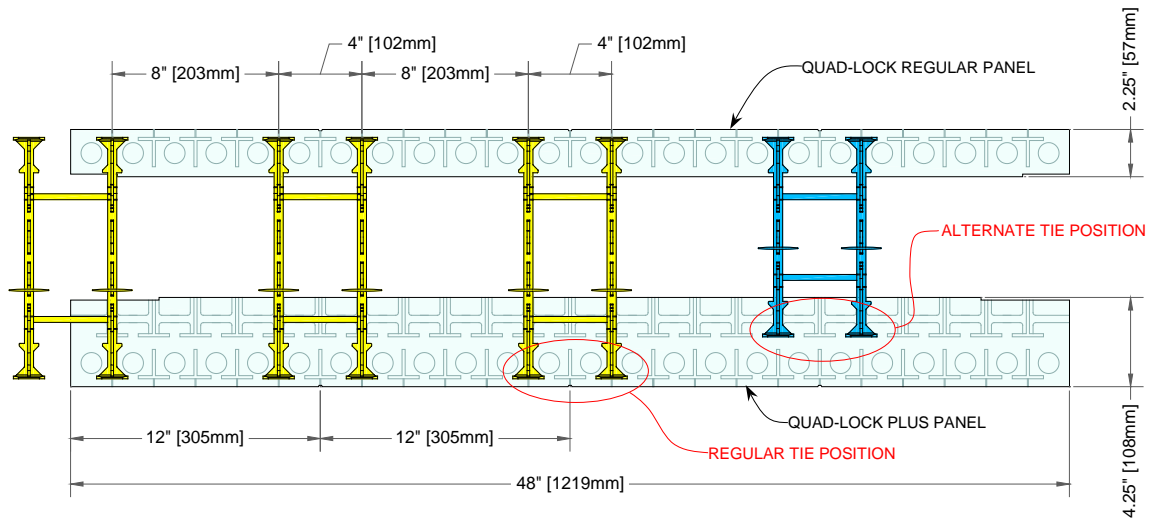 4" [102mm]
4" [102mm]
8" [203mm]
8" [203mm]
QUAD-LOCK REGULAR PANEL
2.25" [57mm]
ALTERNATE TIE POSITION
QUAD-LOCK PLUS PANEL
12" [305mm]
12" [305mm]
REGULAR TIE POSITION
48" [1219mm]
4.25" [108mm]